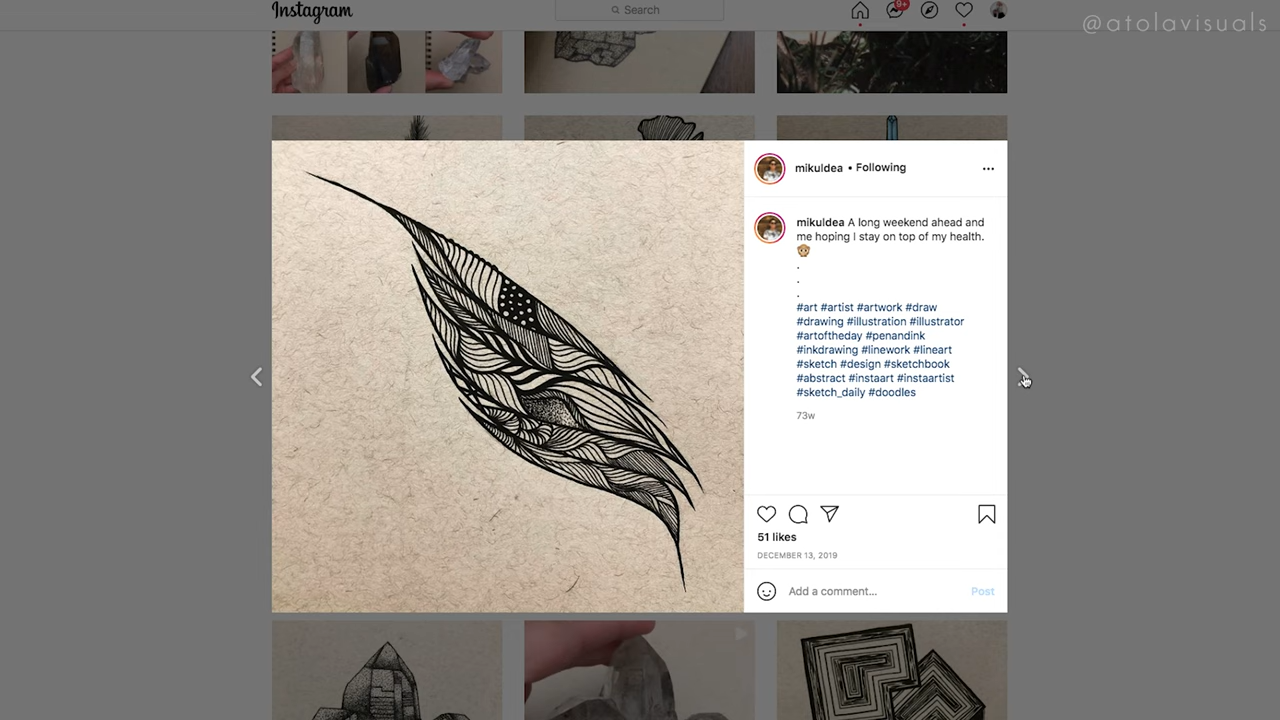 Instagram
Search
9+
@atolavisuals
mikuldea • Following
mikuldea A long weekend ahead and
me hoping I stay on top of my health.
🙊
.
.
.
#art #artist #artwork #draw
#drawing #illustration #illustrator
#artoftheday #penandink
#inkdrawing #linework #lineart
#sketch #design #sketchbook
#abstract #instaart #instaartist
#sketch_daily #doodles
73w
51 likes
DECEMBER 13, 2019
Add a comment...
Post